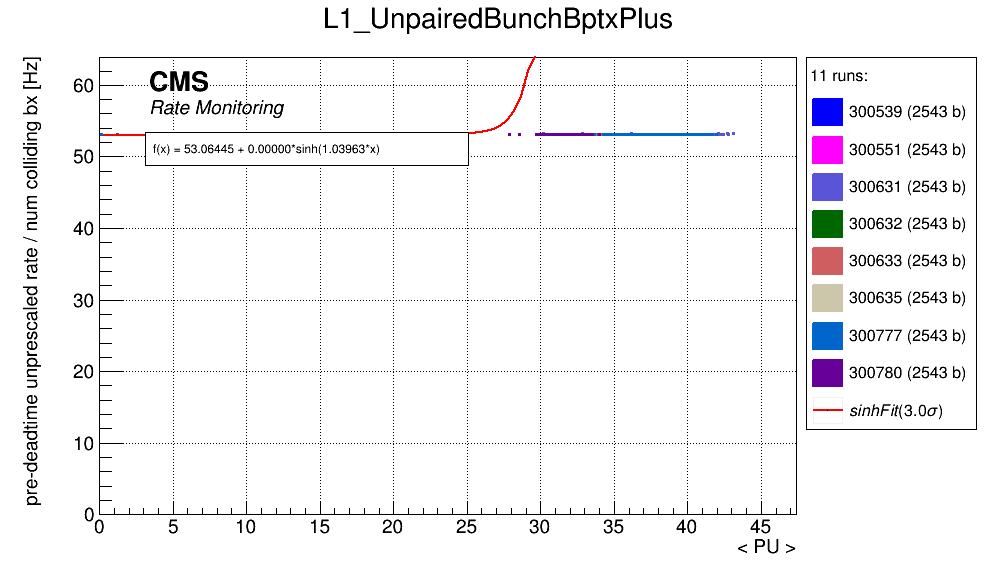 L1_UnpairedBunchBptxPlus
pre-deadtime unprescaled rate / num colliding bx [Hz]
CMS
Rate Monitoring
f(x) = 53.06445 + 0.00000*sinh(1.03963*x)
60
50
40
30
20
10
0
0 5 10 15 20 25 30 35 40 45
< PU >
11 runs:
300539 (2543 b)
300551 (2543 b)
300631 (2543 b)
300632 (2543 b)
300633 (2543 b)
300635 (2543 b)
300777 (2543 b)
300780 (2543 b)
sinhFit(3.0σ)